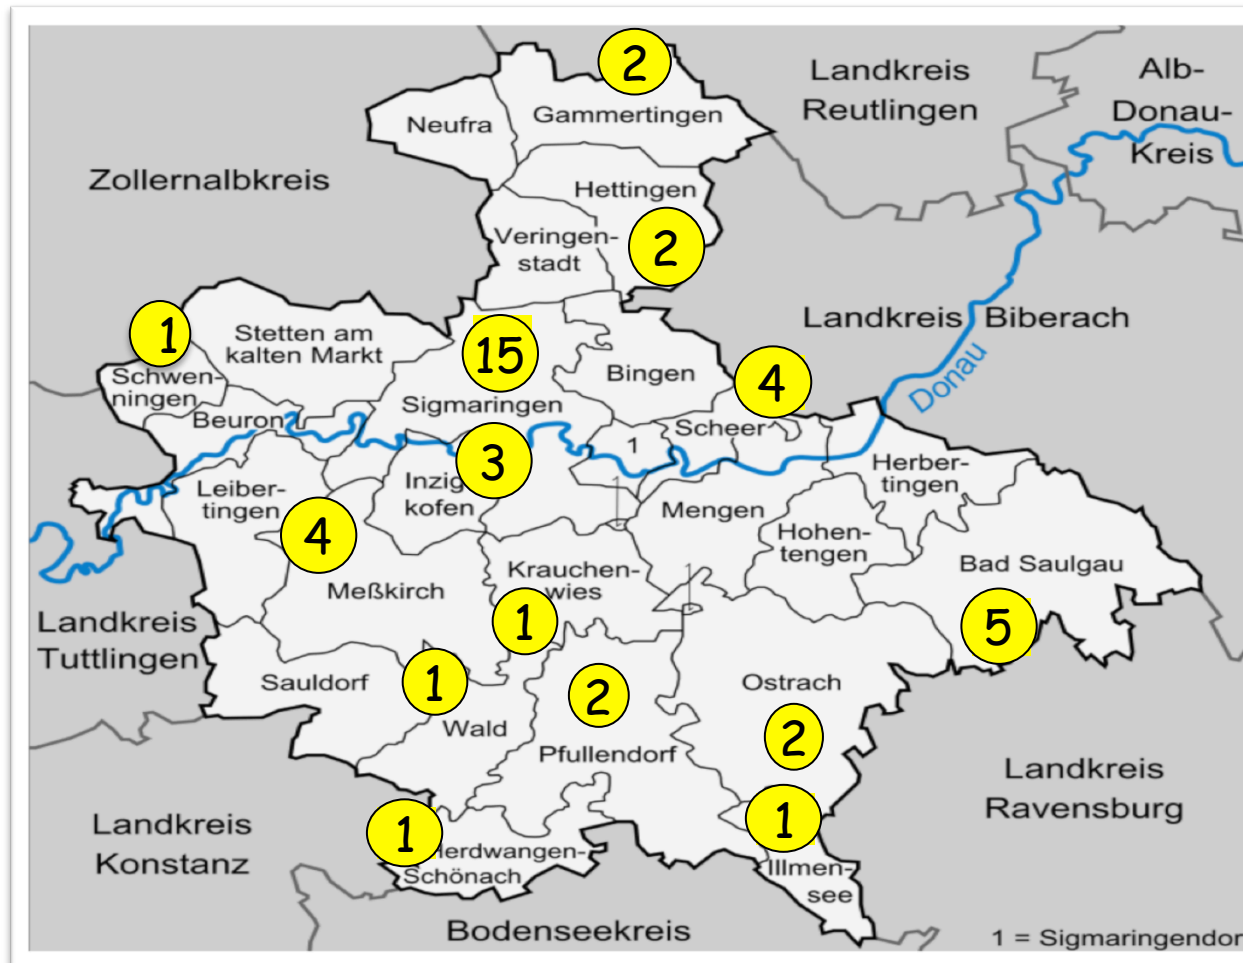 2
Landkreis
Reutlingen
Alb-
Donau-
Kreis
Neufra
Gammertingen
Zollernalbkreis
Hettingen
2
Veringen-
stadt
1
Stetten am
kalten Markt
15
Landkreis Biberach
Bingen
4
Donau
Schwen-
ningen
Beuron
Sigmaringen
Scheer
1
3
Herber-
tingen
Leiber-
tingen
Inzig
kofen
1
Mengen
4
Hohen-
tengen
Krauchen-
wies
Bad Saulgau
Meßkirch
1
1
5
Landkreis
Tuttlingen
Sauldorf
1
2
Ostrach
Wald
2
Pfullendorf
Landkreis
Ravensburg
Landkreis
Konstanz
1
1
Herdwangen-
Schönach
Illmen-
see
Bodenseekreis
1 = Sigmaringendor